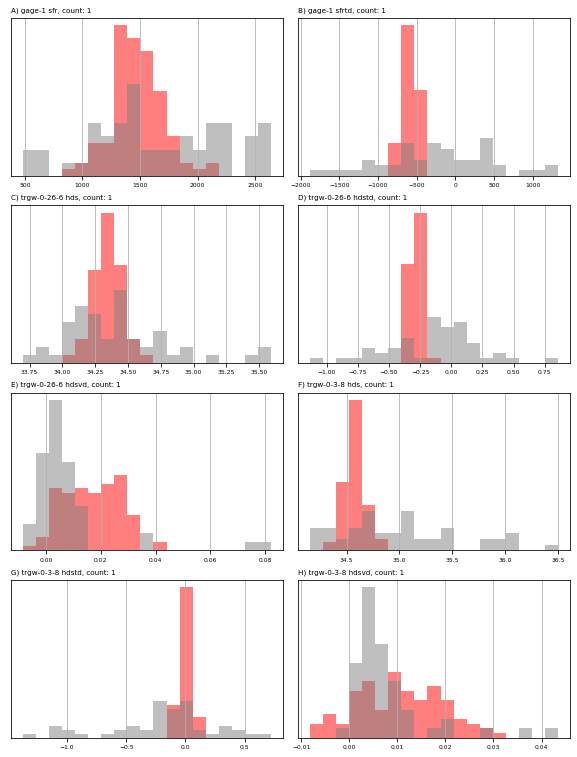 A) gage-1 sfr, count: 1
500 1000 1500 2000 2500
B) gage-1 sfrtd, count: 1
−2000 −1500 −1000 −500 0 500 1000
C) trgw-0-26-6 hds, count: 1
33.75 34.00 34.25 34.50 34.75 35.00 35.25 35.50
D) trgw-0-26-6 hdstd, count: 1
−1.00 −0.75 −0.50 −0.25 0.00 0.25 0.50 0.75
E) trgw-0-26-6 hdsvd, count: 1
0.00 0.02 0.04 0.06 0.08
F) trgw-0-3-8 hds, count: 1
34.5 35.0 35.5 36.0 36.5
G) trgw-0-3-8 hdstd, count: 1
−1.0 −0.5 0.0 0.5
H) trgw-0-3-8 hdsvd, count: 1
−0.01 0.00 0.01 0.02 0.03 0.04